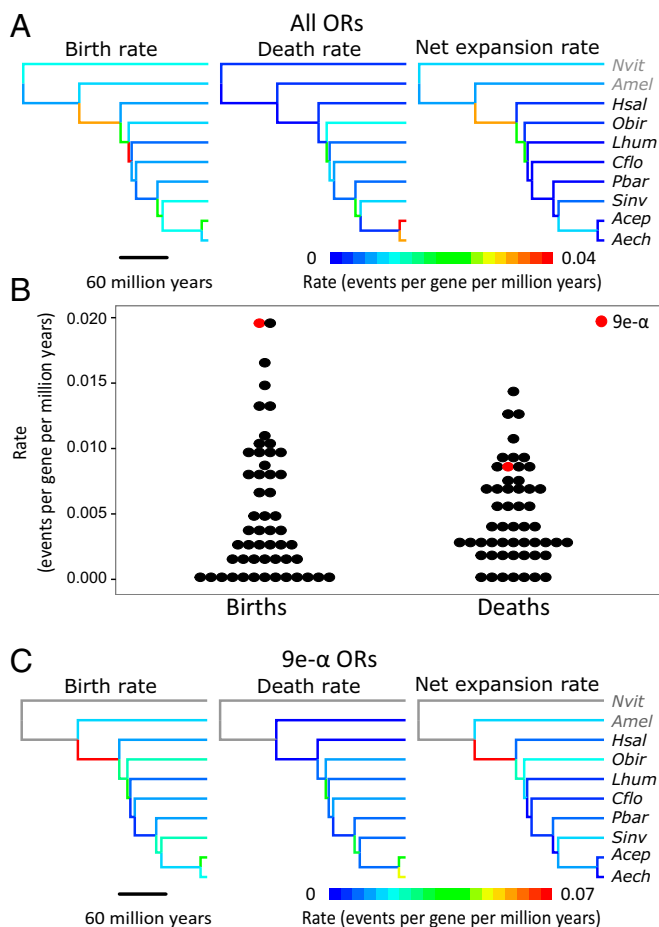 A
All ORs
Birth rate
Death rate
Net expansion rate
Nvit
Amel
Hsal
Obir
Lhum
Cflo
Pbar
Sinv
Acep
Aech
60 million years
0
0.04
Rate (events per gene per million years)
B
Rate
(events per gene per million years)
0.020
0.015
0.010
0.005
0.000
9e-α
Births
Deaths
C
9e-α ORs
Birth rate
Death rate
Net expansion rate
Nvit
Amel
Hsal
Obir
Lhum
Cflo
Pbar
Sinv
Acep
Aech
60 million years
0
0.07
Rate (events per gene per million years)